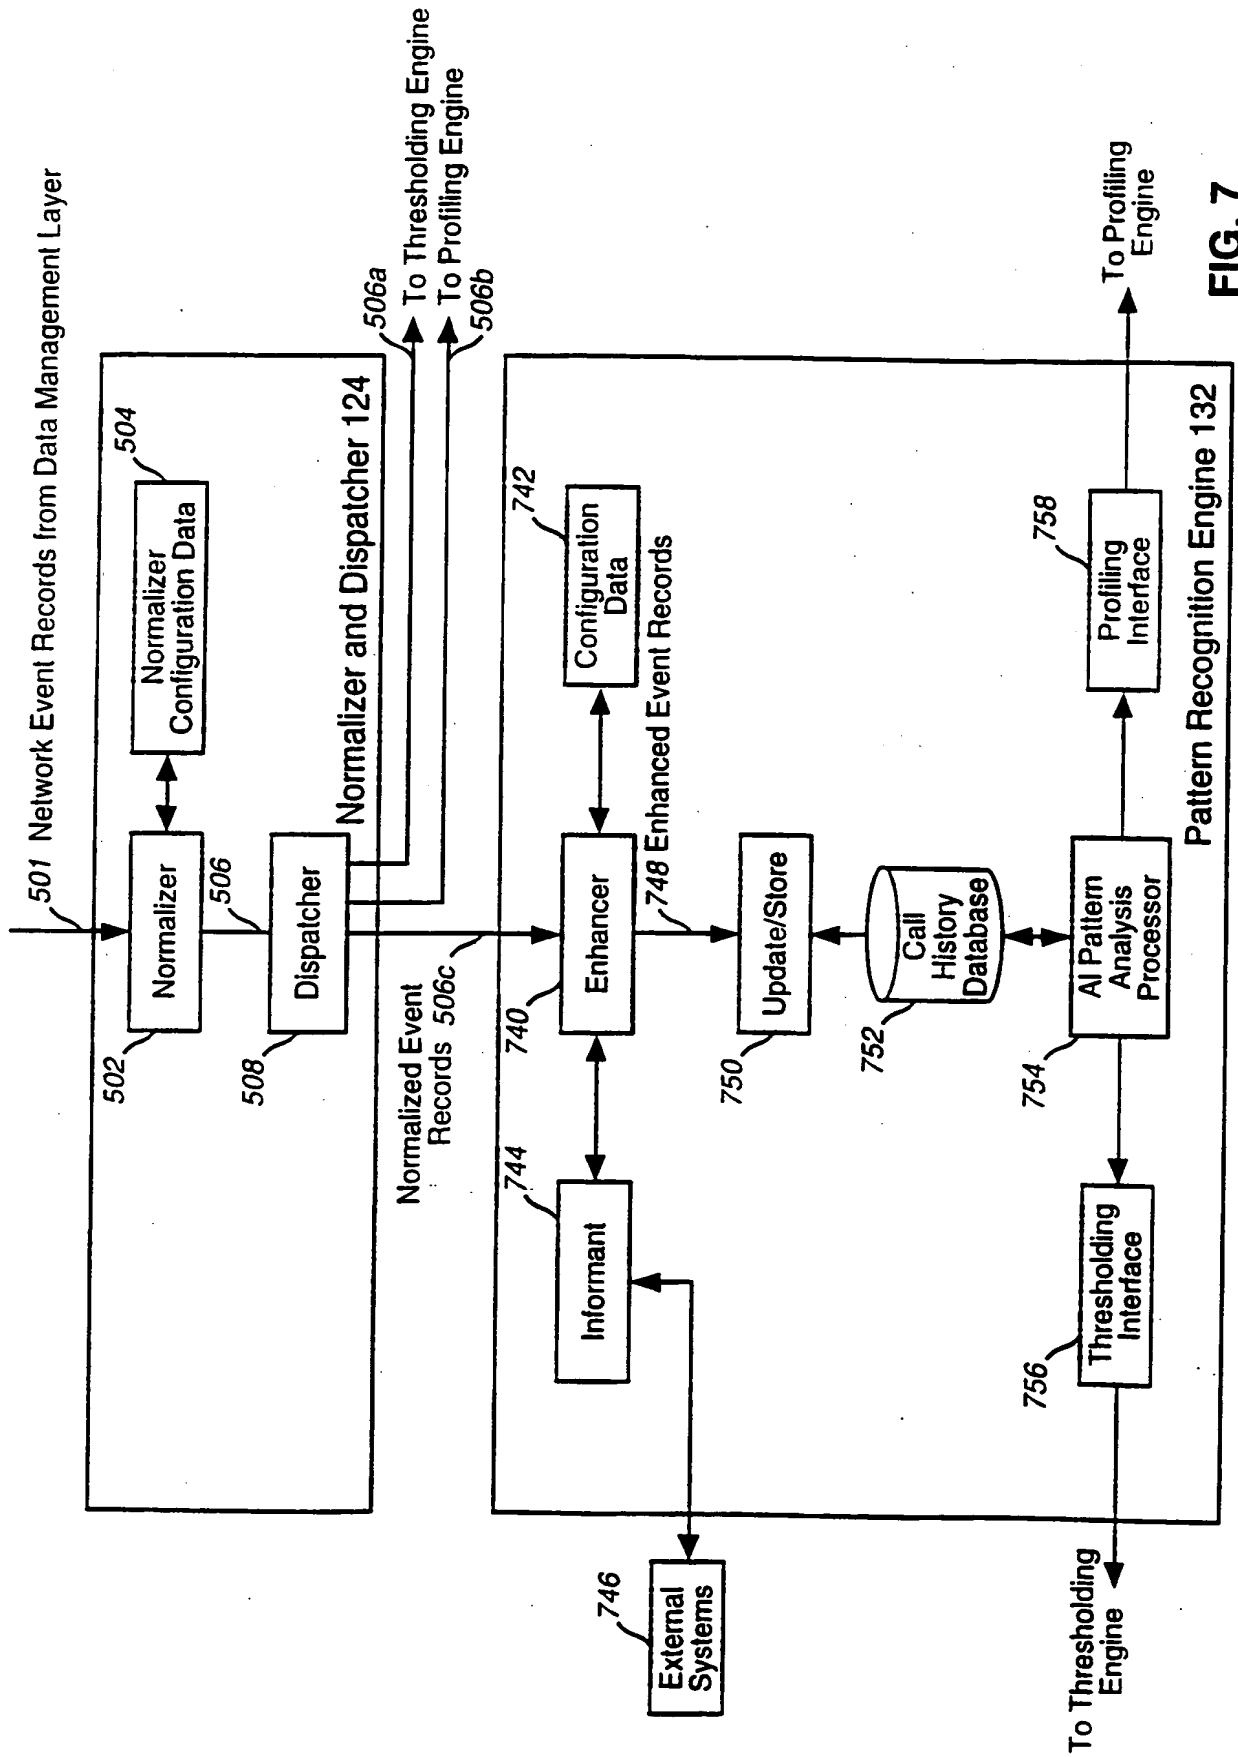 501 Network Event Records from Data Management Layer
504
Normalizer
Configuration Data
Normalizer
502
506
Dispatcher
508
Normalizer and Dispatcher 124
506a
To Thresholding Engine
To Profiling Engine
506b
Normalized Event
Records 506c
742
Configuration
Data
740
Enhancer
744
Informant
746
External
Systems
748 Enhanced Event Records
Update/Store
750
Call
History
Database
752
AI Pattern
Analysis
Processor
754
Thresholding
Interface
756
758
Profiling
Interface
Pattern Recognition Engine 132
To Thresholding
Engine
To Profiling
Engine
FIG. 7